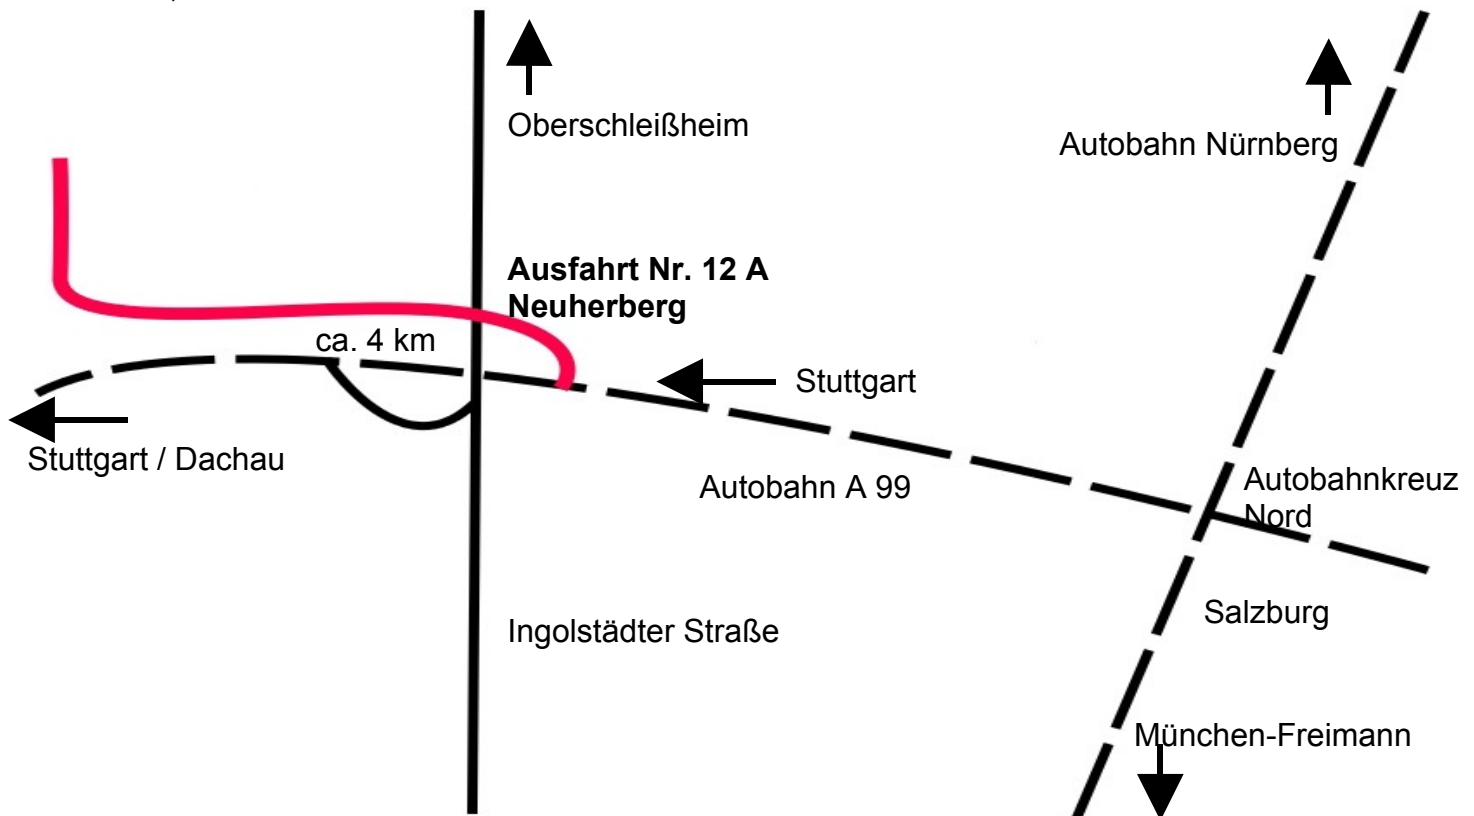 Oberschleißheim
Autobahn Nürnberg
Ausfahrt Nr. 12 A
Neuherberg
ca. 4 km
Stuttgart
Stuttgart / Dachau
Autobahn A 99
Autobahnkreuz
Nord
Salzburg
Ingolstädter Straße
München-Freimann